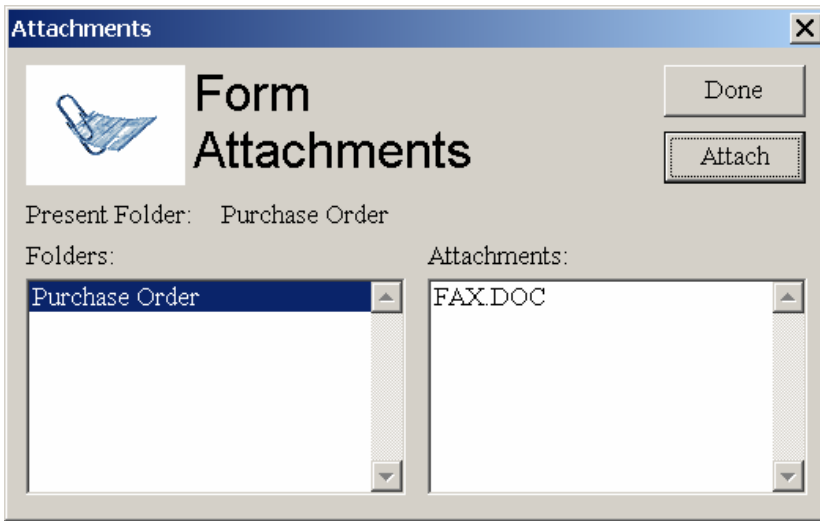 Attachments
Form
Attachments
Done
Attach
Present Folder: Purchase Order
Folders:
Attachments:
Purchase Order
FAX.DOC